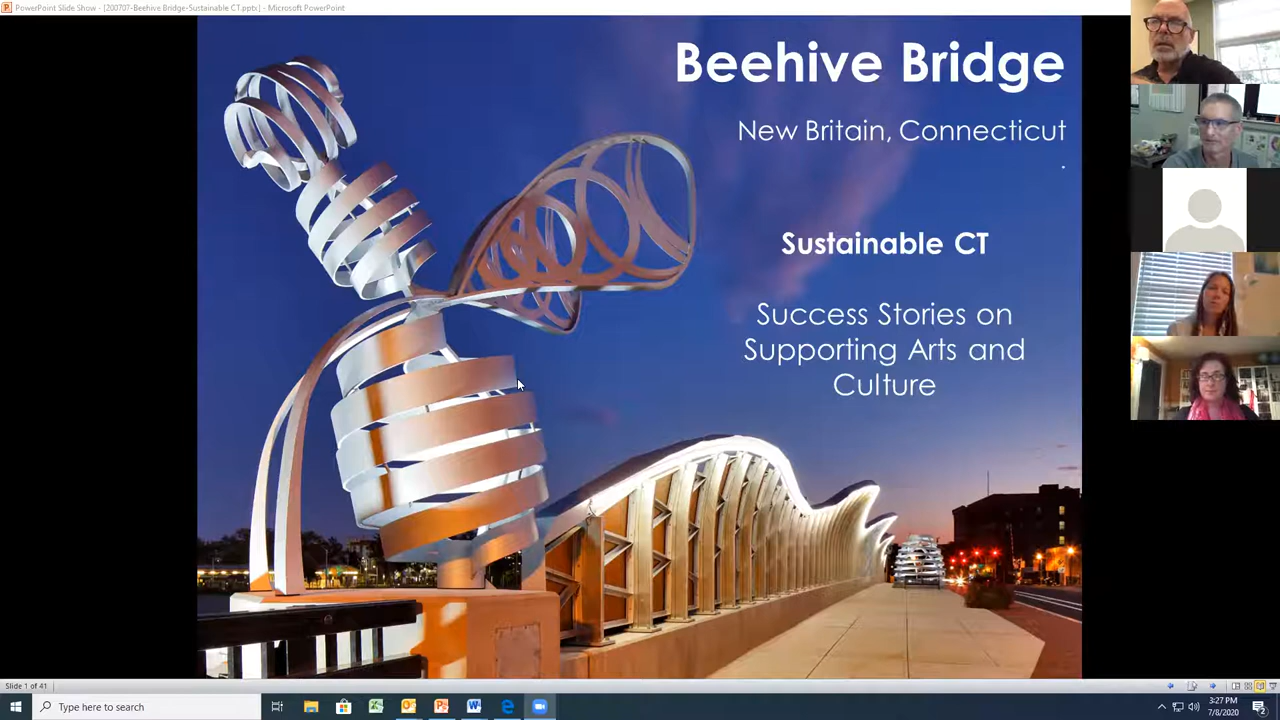 PowerPoint Slide Show - [200707-Beehive Bridge-Sustainable CT.pptx] - Microsoft PowerPoint
Beehive Bridge
New Britain, Connecticut
.
Sustainable CT
Success Stories on
Supporting Arts and
Culture
Slide 1 of 41
Type here to search
3:27 PM
7/8/2020
2